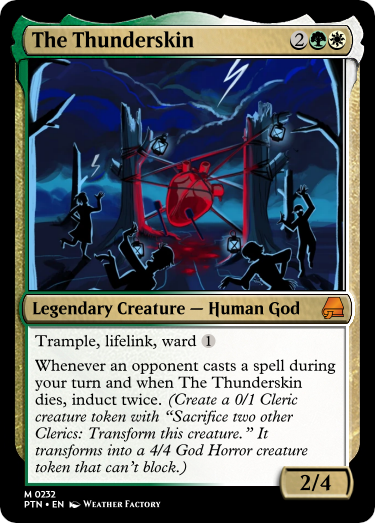 The Thunderskin 2
Legendary Creature — Human God
Trample, lifelink, ward 1
Whenever an opponent casts a spell during
your turn and when The Thunderskin
dies, induct twice. (Create a 0/1 Cleric
creature token with “Sacrifice two other
Clerics: Transform this creature.” It
transforms into a 4/4 God Horror creature
token that can’t block.)
2/4
M 0232
PTN • EN Weather Factory